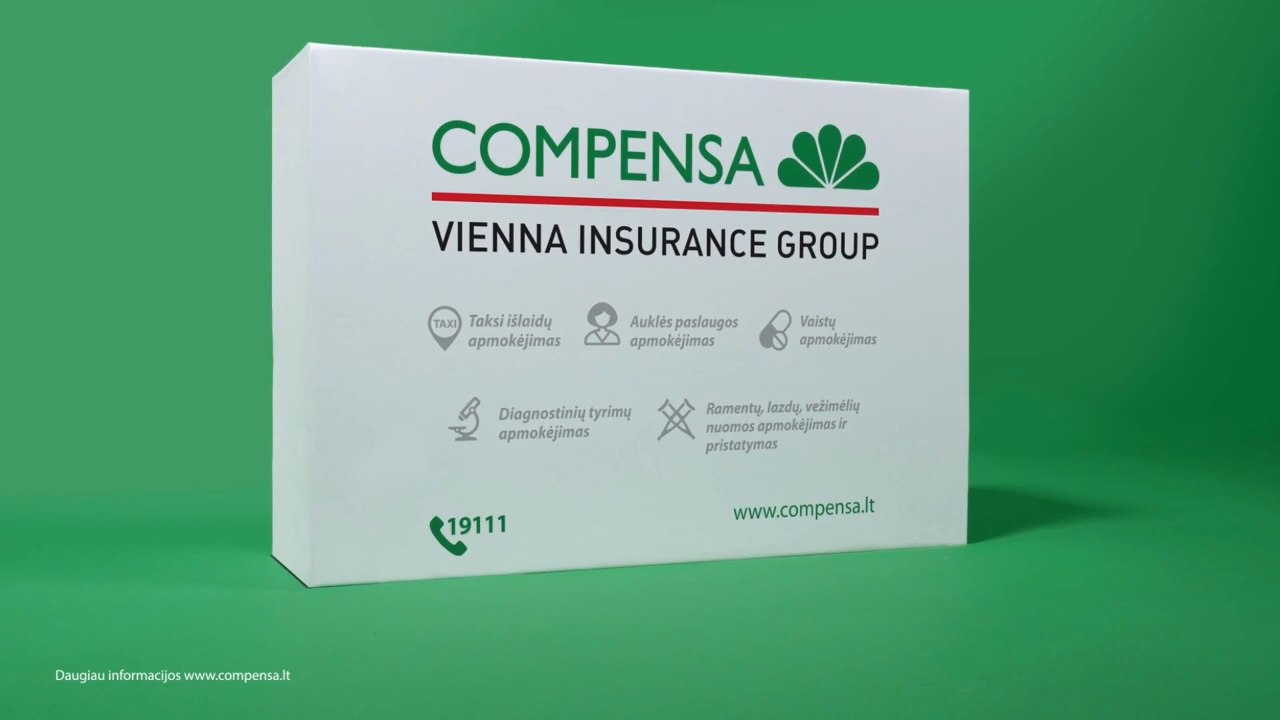 COMPENSA
VIENNA INSURANCE GROUP
TAXI
Taksi išlaidų
apmokėjimas
Auklės paslaugos
apmokėjimas
Vaistų
apmokėjimas
Diagnostinių tyrimų
apmokėjimas
Ramentų, lazdų, vežimėlių
nuomos apmokėjimas ir
pristatymas
19111
www.compensa.lt
Daugiau informacijos www.compensa.lt